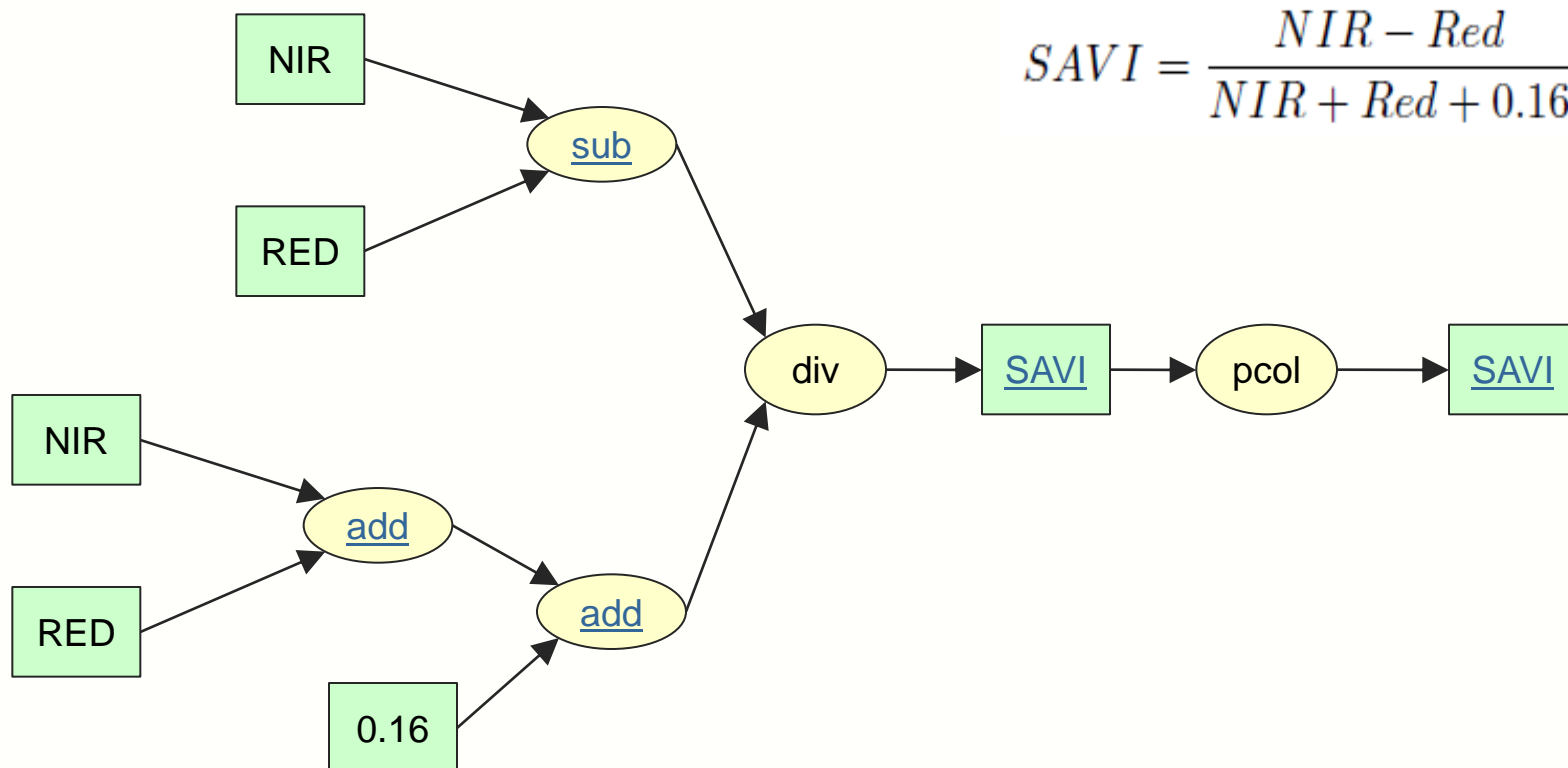 NIR
SAVI = NIR − Red / NIR + Red + 0.16
sub
RED
div
SAVI
pcol
SAVI
NIR
add
RED
add
0.16